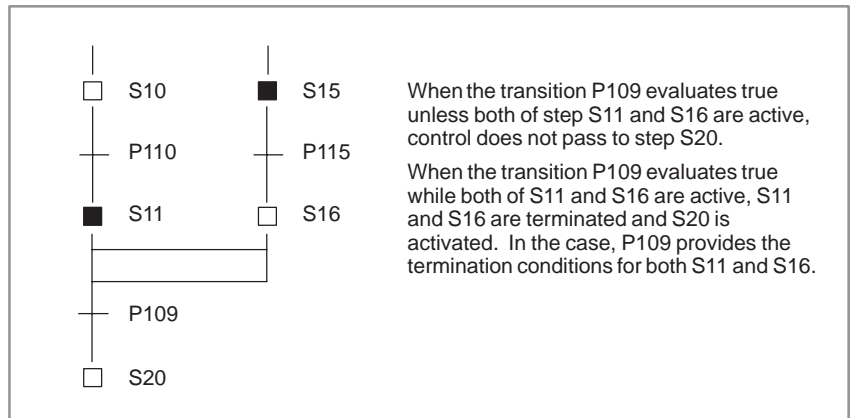 S10 S15
P110 P115
S11 S16
P109
S20
When the transition P109 evaluates true
unless both of step S11 and S16 are active,
control does not pass to step S20.
When the transition P109 evaluates true
while both of S11 and S16 are active, S11
and S16 are terminated and S20 is
activated. In the case, P109 provides the
termination conditions for both S11 and S16.